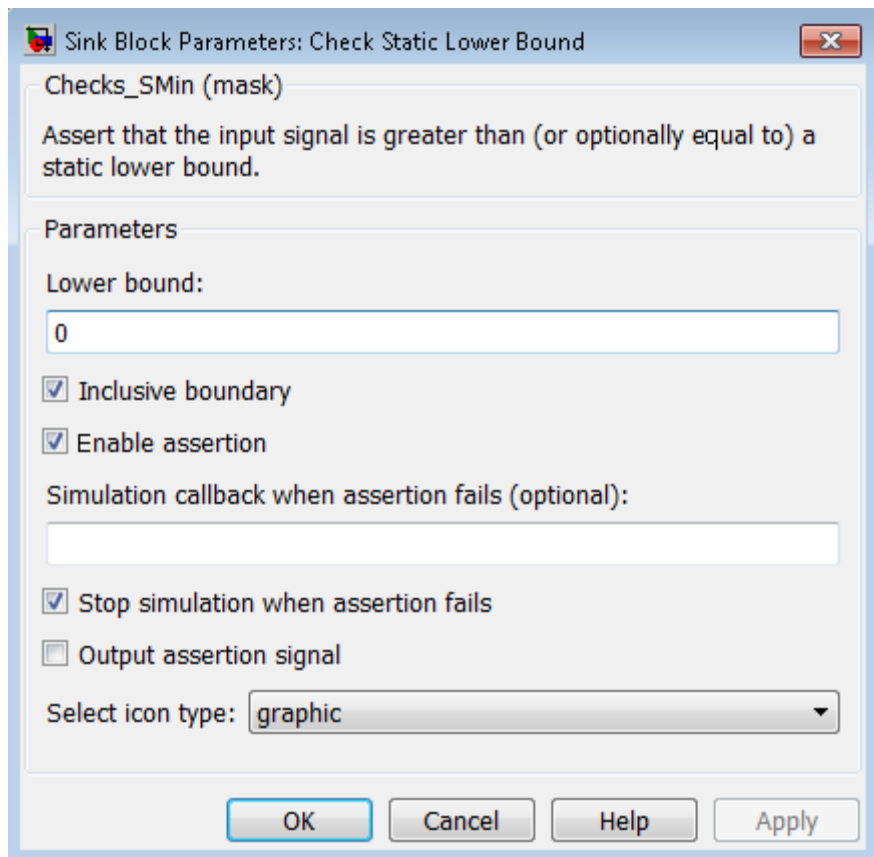 Sink Block Parameters: Check Static Lower Bound
Checks_SMin (mask)
Assert that the input signal is greater than (or optionally equal to) a
static lower bound.
Parameters
Lower bound:
0
Inclusive boundary
Enable assertion
Simulation callback when assertion fails (optional):
Stop simulation when assertion fails
Output assertion signal
Select icon type: graphic
OK Cancel Help Apply